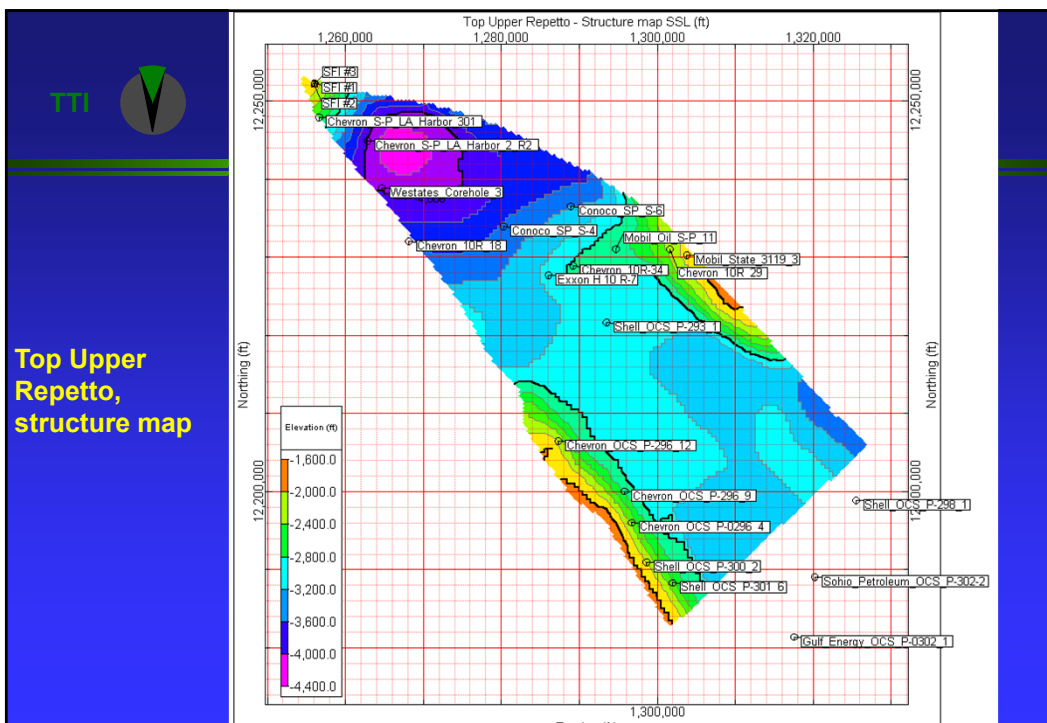 TTI
Top Upper
Repetto,
structure map
Top Upper Repetto - Structure map SSL (ft)
1,260,000
1,280,000
1,300,000
1,320,000
12,250,000
12,250,000
SFI #3
SFI #1
SFI #2
Chevron_S-P_LA_Harbor_301
Chevron_S-P_LA_Harbor_2_R2
Westates_Corehole_3
Conoco_SP_S-6
Conoco_SP_S-4
Chevron_10R_18
Mobil_Oil_S-P_11
Mobil_State_3119_3
Chevron_10R-34
Chevron_10R_29
Exxon H 10 R-7
Shell_OCS_P-293_1
Northing (ft)
Northing (ft)
Elevation (ft)
-1,600.0
-2,000.0
-2,400.0
-2,800.0
-3,200.0
-3,600.0
-4,000.0
-4,400.0
Chevron_OCS_P-296_12
12,200,000
12,200,000
Chevron_OCS_P-296_9
Shell_OCS_P-298_1
Chevron_OCS_P-0296_4
Shell_OCS_P-300_2
Sohio_Petroleum_OCS_P-302-2
Shell_OCS_P-301_6
Gulf_Energy_OCS_P-0302_1
1,300,000